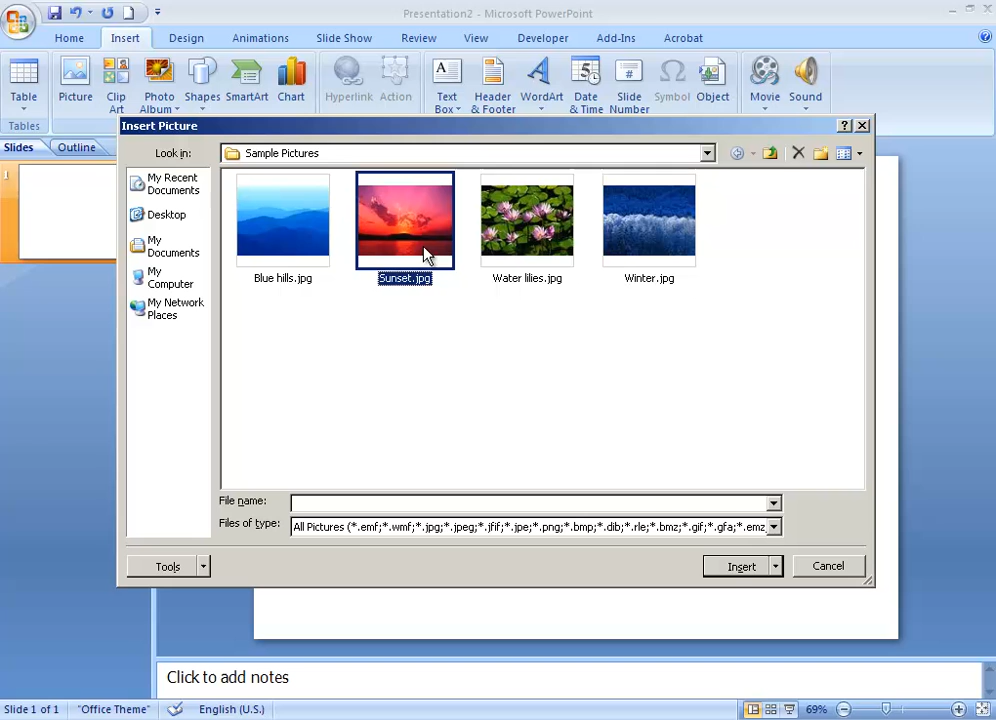 Presentation2 - Microsoft PowerPoint
Home Insert Design Animations Slide Show Review View Developer Add-Ins Acrobat
Table Picture Clip Art Photo Album Shapes SmartArt Chart Hyperlink Action Text Box Header & Footer WordArt Date & Time Slide Number Symbol Object Movie Sound
Tables
Insert Picture
Slides Outline
1
Look in: Sample Pictures
My Recent Documents
Desktop
My Documents
My Computer
My Network Places
Blue hills.jpg Sunset.jpg Water lilies.jpg Winter.jpg
File name:
Files of type: All Pictures (*.emf;*.wmf;*.jpg;*.jpeg;*.jfif;*.jpe;*.png;*.bmp;*.dib;*.rle;*.bmz;*.gif;*.gfa;*.emz
Tools Insert Cancel
Click to add notes
Slide 1 of 1 "Office Theme" English (U.S.) 69%